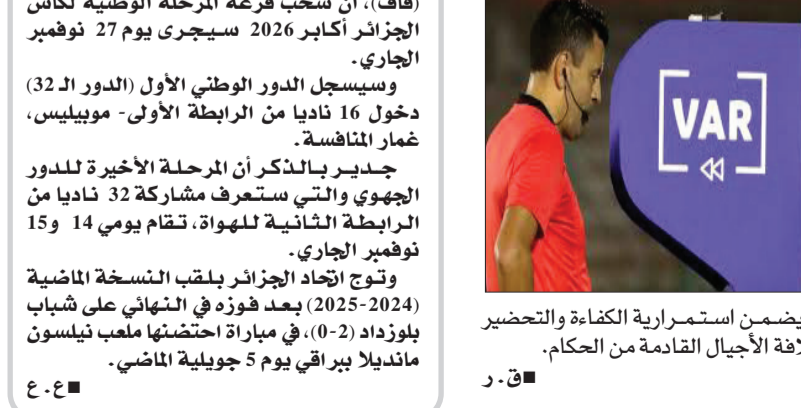 (فاف)، أن سحب قرعة المرحلة الوطنية لكأس
الجزائر أكابر 2026 سيجرى يوم 27 نوفمبر
الجاري.
وسيسجل الدور الوطني الأول (الدور الـ 32)
دخول 16 ناديا من الرابطة الأولى- موبيليس،
غمار المنافسة.
جدير بالذكر أن المرحلة الأخيرة للدور
الجهوي والتي ستعرف مشاركة 32 ناديا من
الرابطة الثانية للهواة، تقام يومي 14 و15
نوفمبر الجاري.
وتوج اتحاد الجزائر بلقب النسخة الماضية
(2024-2025) بعد فوزه في النهائي على شباب
بلوزداد (2-0)، في مباراة احتضنها ملعب نيلسون
مانديلا ببراقي يوم 5 جويلية الماضي.
■ع.ع
VAR
يضمن استمرارية الكفاءة والتحضير
الأجيال القادمة من الحكام.
■ق.ر